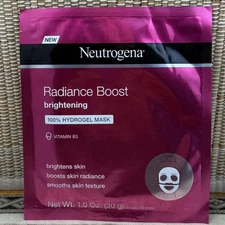 NEW
Neutrogena®
Radiance Boost
brightening
100% HYDROGEL MASK
VITAMIN B3
brightens skin
boosts skin radiance
smooths skin texture
Net Wt. 1.0 Oz. (30 g)